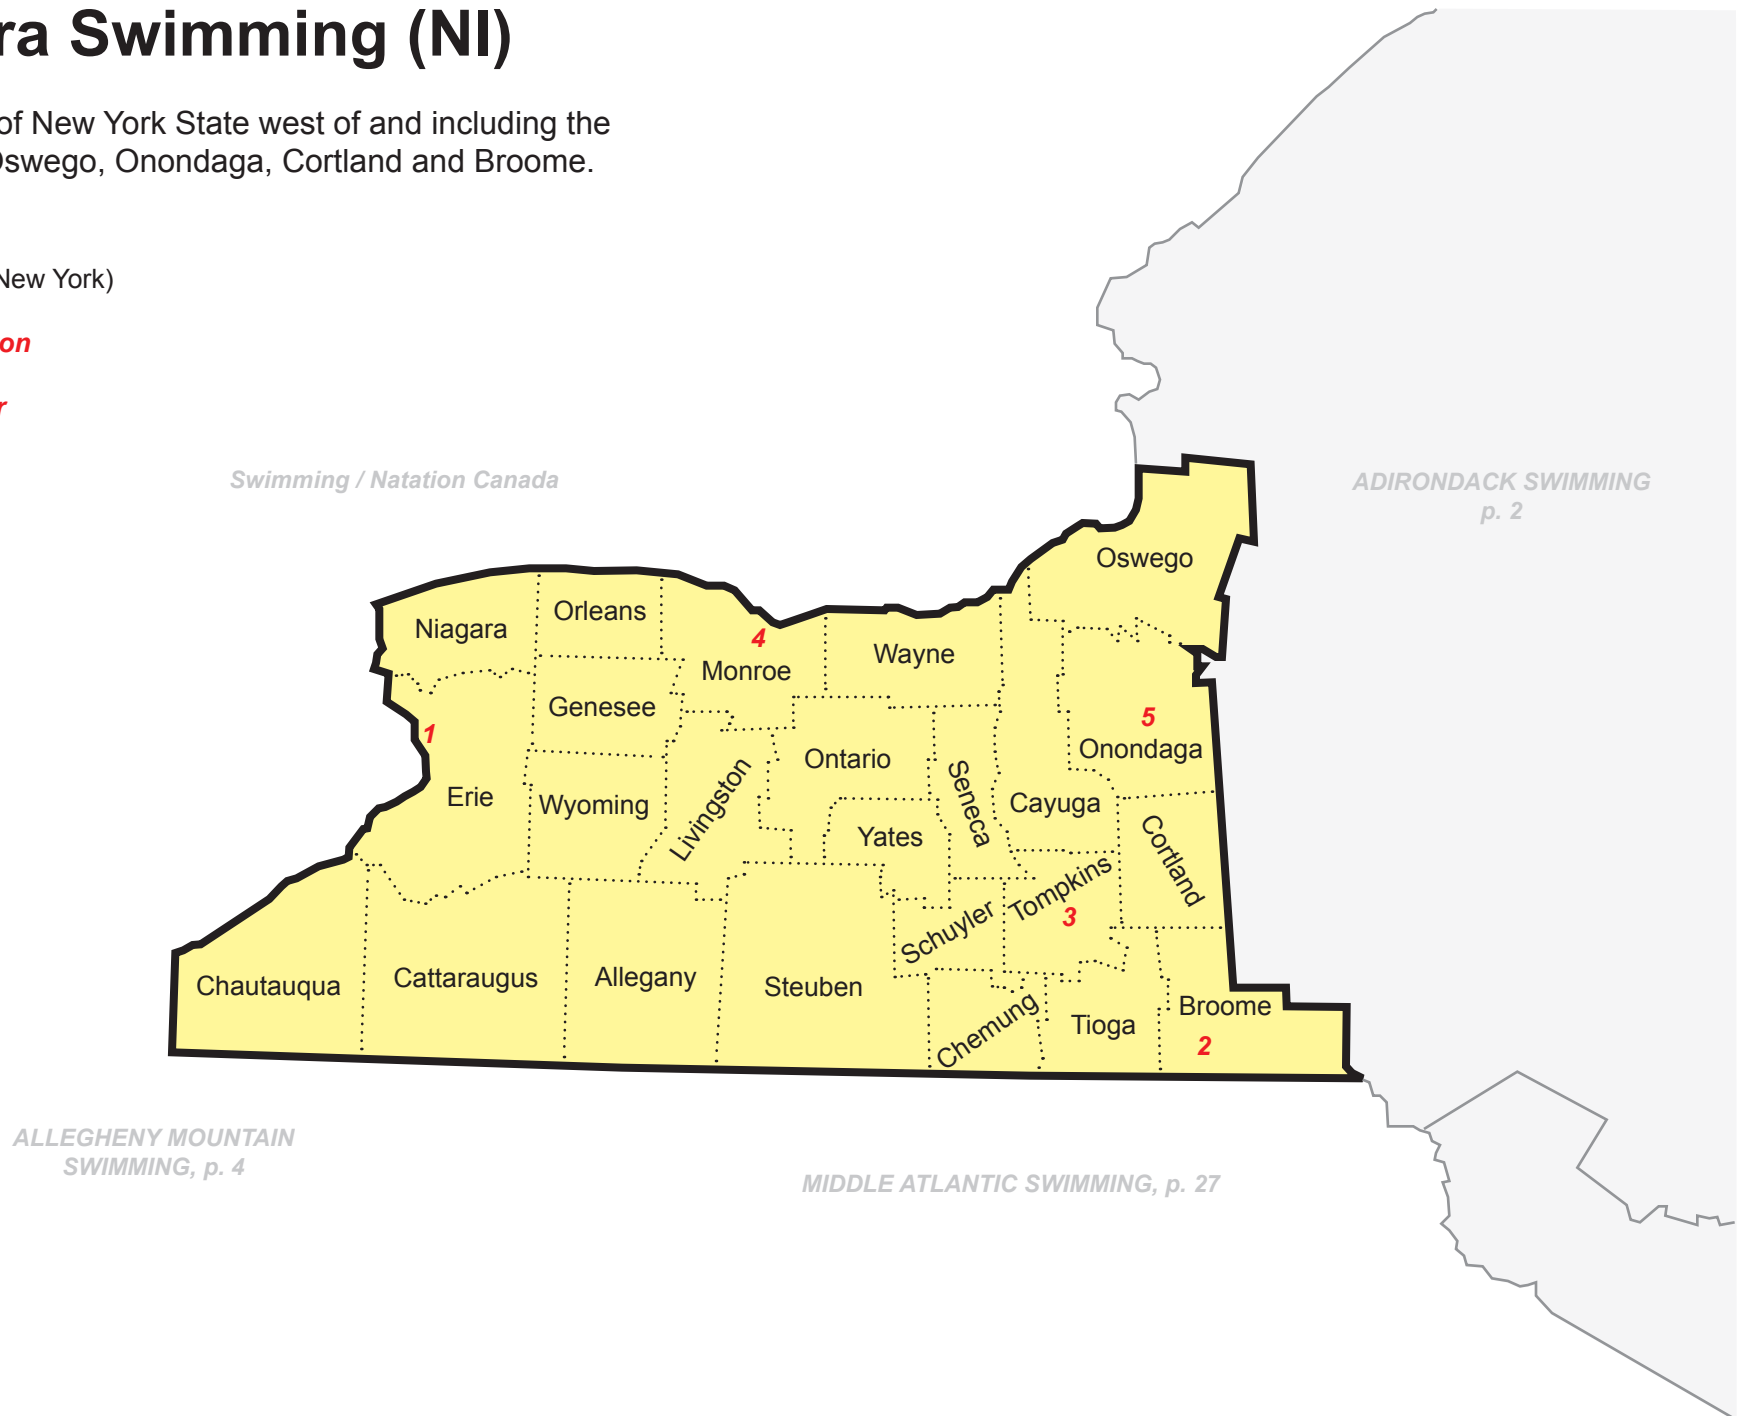 ra Swimming (NI)
of New York State west of and including the
Oswego, Onondaga, Cortland and Broome.
New York)
on
r
Swimming / Natation Canada
ADIRONDACK SWIMMING
p. 2
Oswego
Niagara
Orleans
4
Monroe
Wayne
Genesee
1
5
Onondaga
Ontario
Erie
Wyoming
Livingston
Seneca
Cayuga
Yates
Cortland
Tompkins
3
Schuyler
Chautauqua
Cattaraugus
Allegany
Steuben
Chemung
Tioga
Broome
2
ALLEGHENY MOUNTAIN
SWIMMING, p. 4
MIDDLE ATLANTIC SWIMMING, p. 27